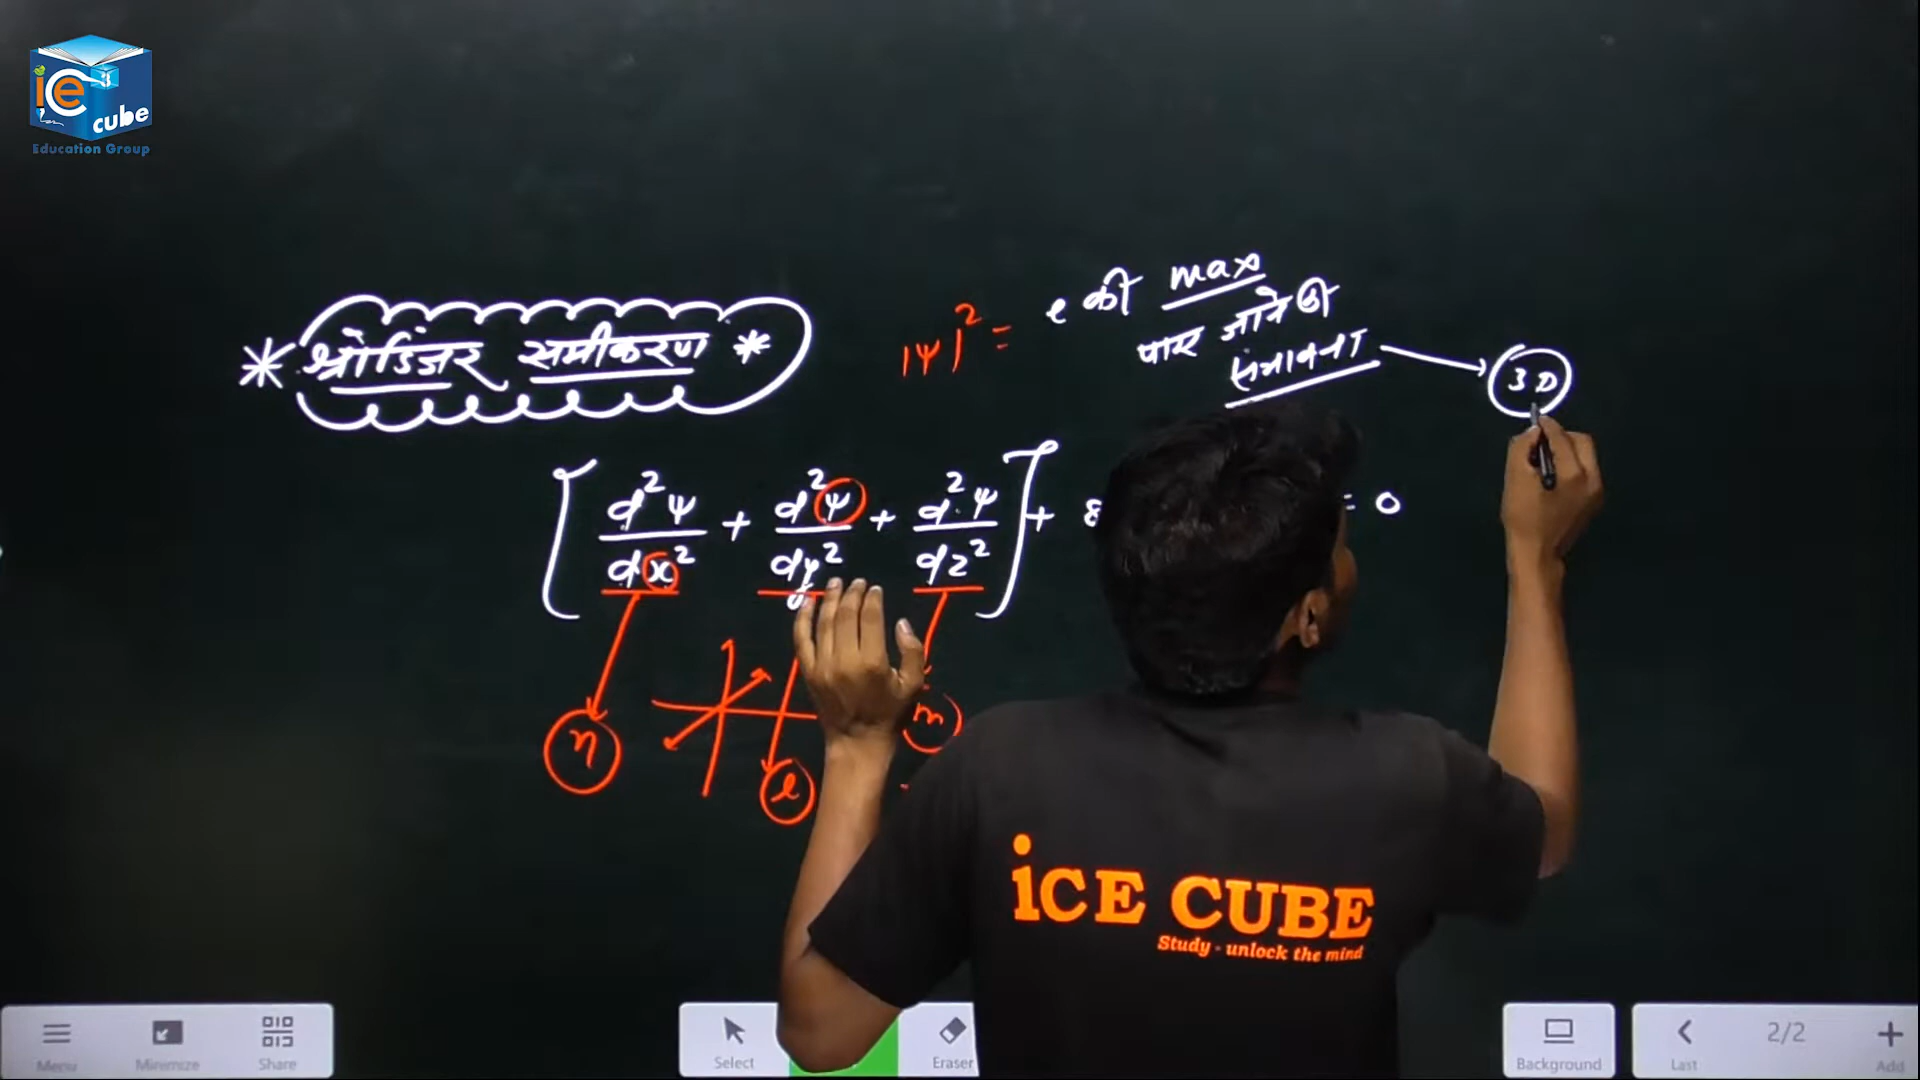 iCe
cube
Education Group
* श्रोडिंजर समीकरण *
|ψ|² = e की max
पाए जाने की
संभावना → 3D
[d²ψ/dx² + d²ψ/dy² + d²ψ/dz²] + 8 = 0
n
l
m
iCE CUBE
Study - unlock the mind
Menu Minimize Share Select Eraser Background Last 2/2 Add